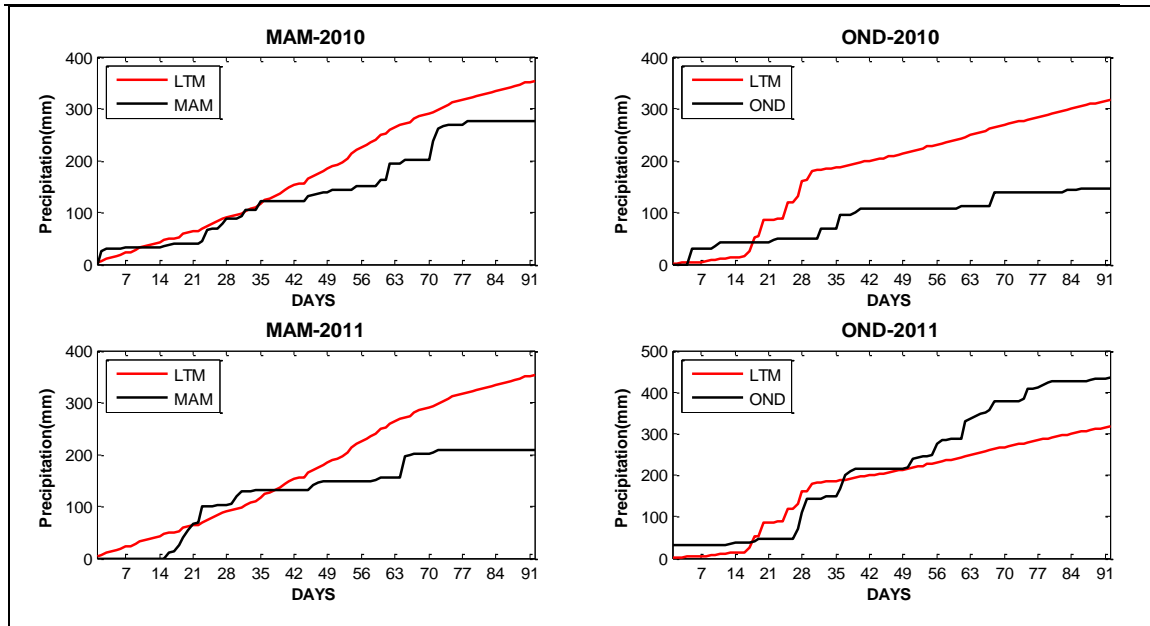 MAM-2010
400
300
200
100
0
Precipitation(mm)
LTM
MAM
7 14 21 28 35 42 49 56 63 70 77 84 91
DAYS
OND-2010
400
300
200
100
0
Precipitation(mm)
LTM
OND
7 14 21 28 35 42 49 56 63 70 77 84 91
DAYS
MAM-2011
400
300
200
100
0
Precipitation(mm)
LTM
MAM
7 14 21 28 35 42 49 56 63 70 77 84 91
DAYS
OND-2011
500
400
300
200
100
0
Precipitation(mm)
LTM
OND
7 14 21 28 35 42 49 56 63 70 77 84 91
DAYS